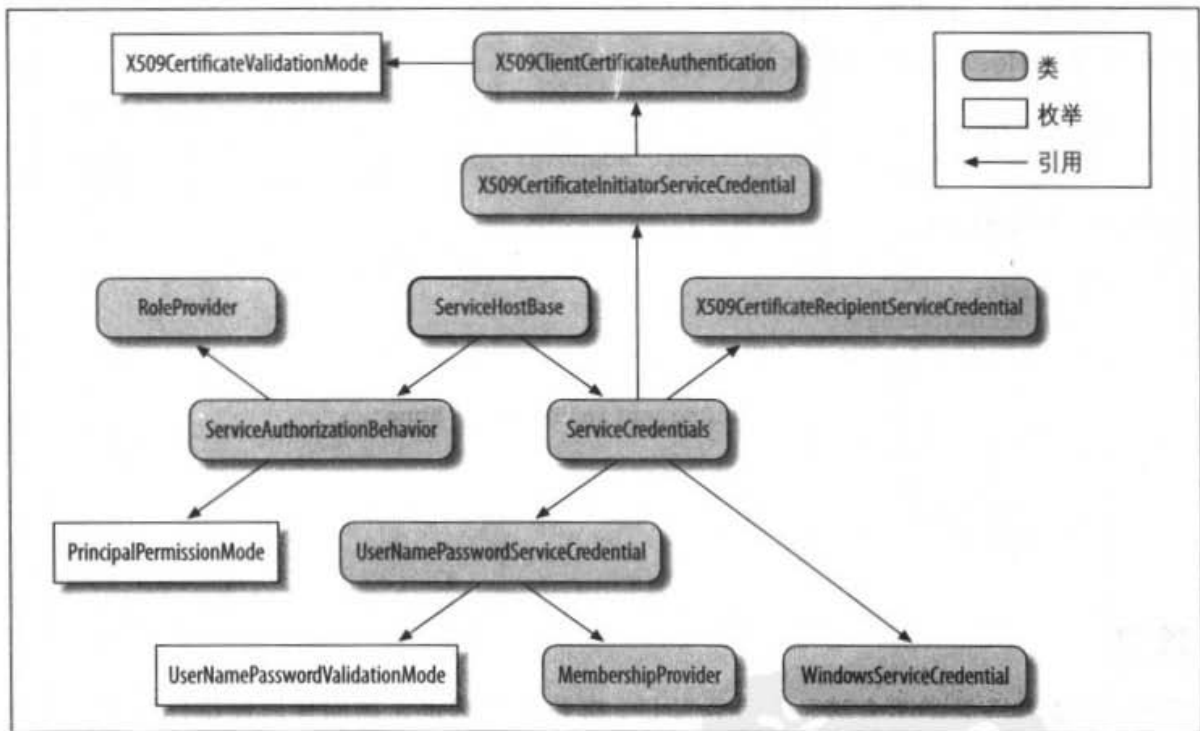 X509CertificateValidationMode
X509ClientCertificateAuthentication
类
枚举
引用
X509CertificateInitiatorServiceCredential
RoleProvider
ServiceHostBase
X509CertificateRecipientServiceCredential
ServiceAuthorizationBehavior
ServiceCredentials
PrincipalPermissionMode
UserNamePasswordServiceCredential
UserNamePasswordValidationMode
MembershipProvider
WindowsServiceCredential